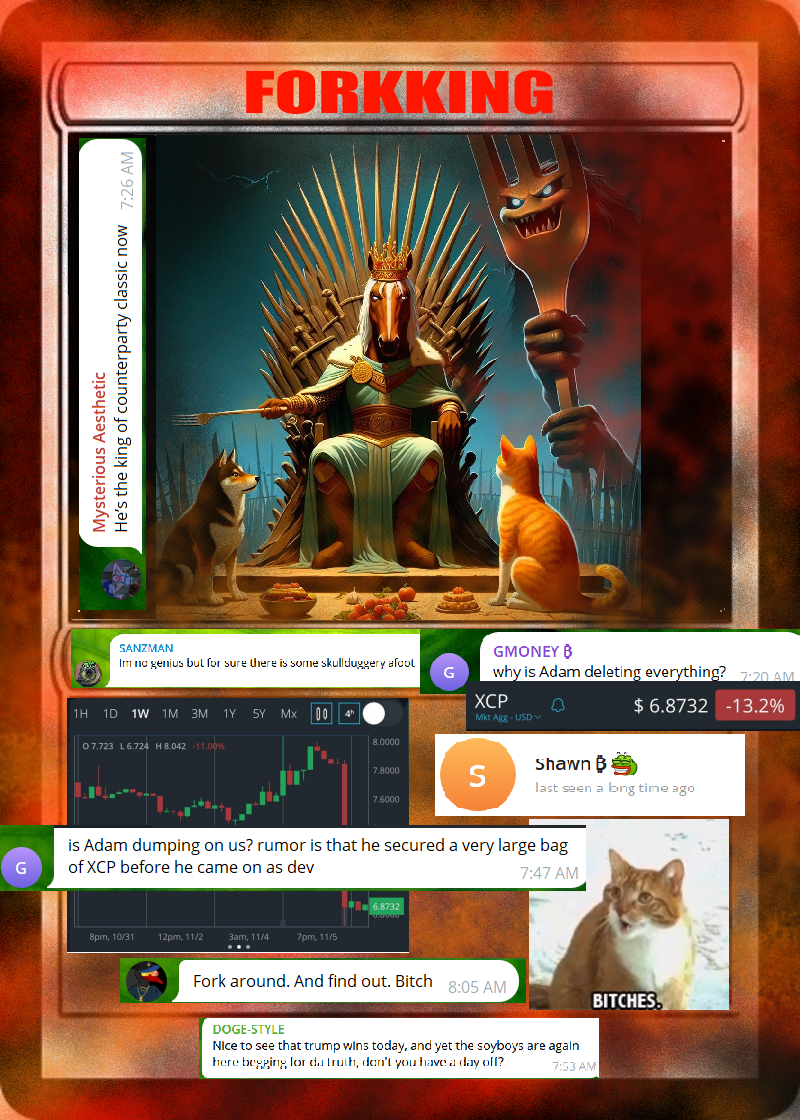 FORKKING
Mysterious Aesthetic
He's the king of counterparty classic now
7:26 AM
SANZMAN
Im no genius but for sure there is some skullduggery afoot
GMONEY ₿
why is Adam deleting everything?
7:20 AM
XCP
$ 6.8732
-13.2%
Mkt Agg - USD
1H 1D 1W 1M 3M 1Y 5Y Mx 4h
O 7.723 L 6.724 H 8.042 -11.00%
8.0000
7.8000
7.6000
S
Shawn ₿
last seen a long time ago
G
is Adam dumping on us? rumor is that he secured a very large bag
of XCP before he came on as dev
7:47 AM
6.8732
8pm, 10/31 12pm, 11/2 3am, 11/4 7pm, 11/5
Fork around. And find out. Bitch
8:05 AM
BITCHES.
DOGE-STYLE
Nice to see that trump wins today, and yet the soyboys are again
here begging for da truth, don't you have a day off?
7:53 AM